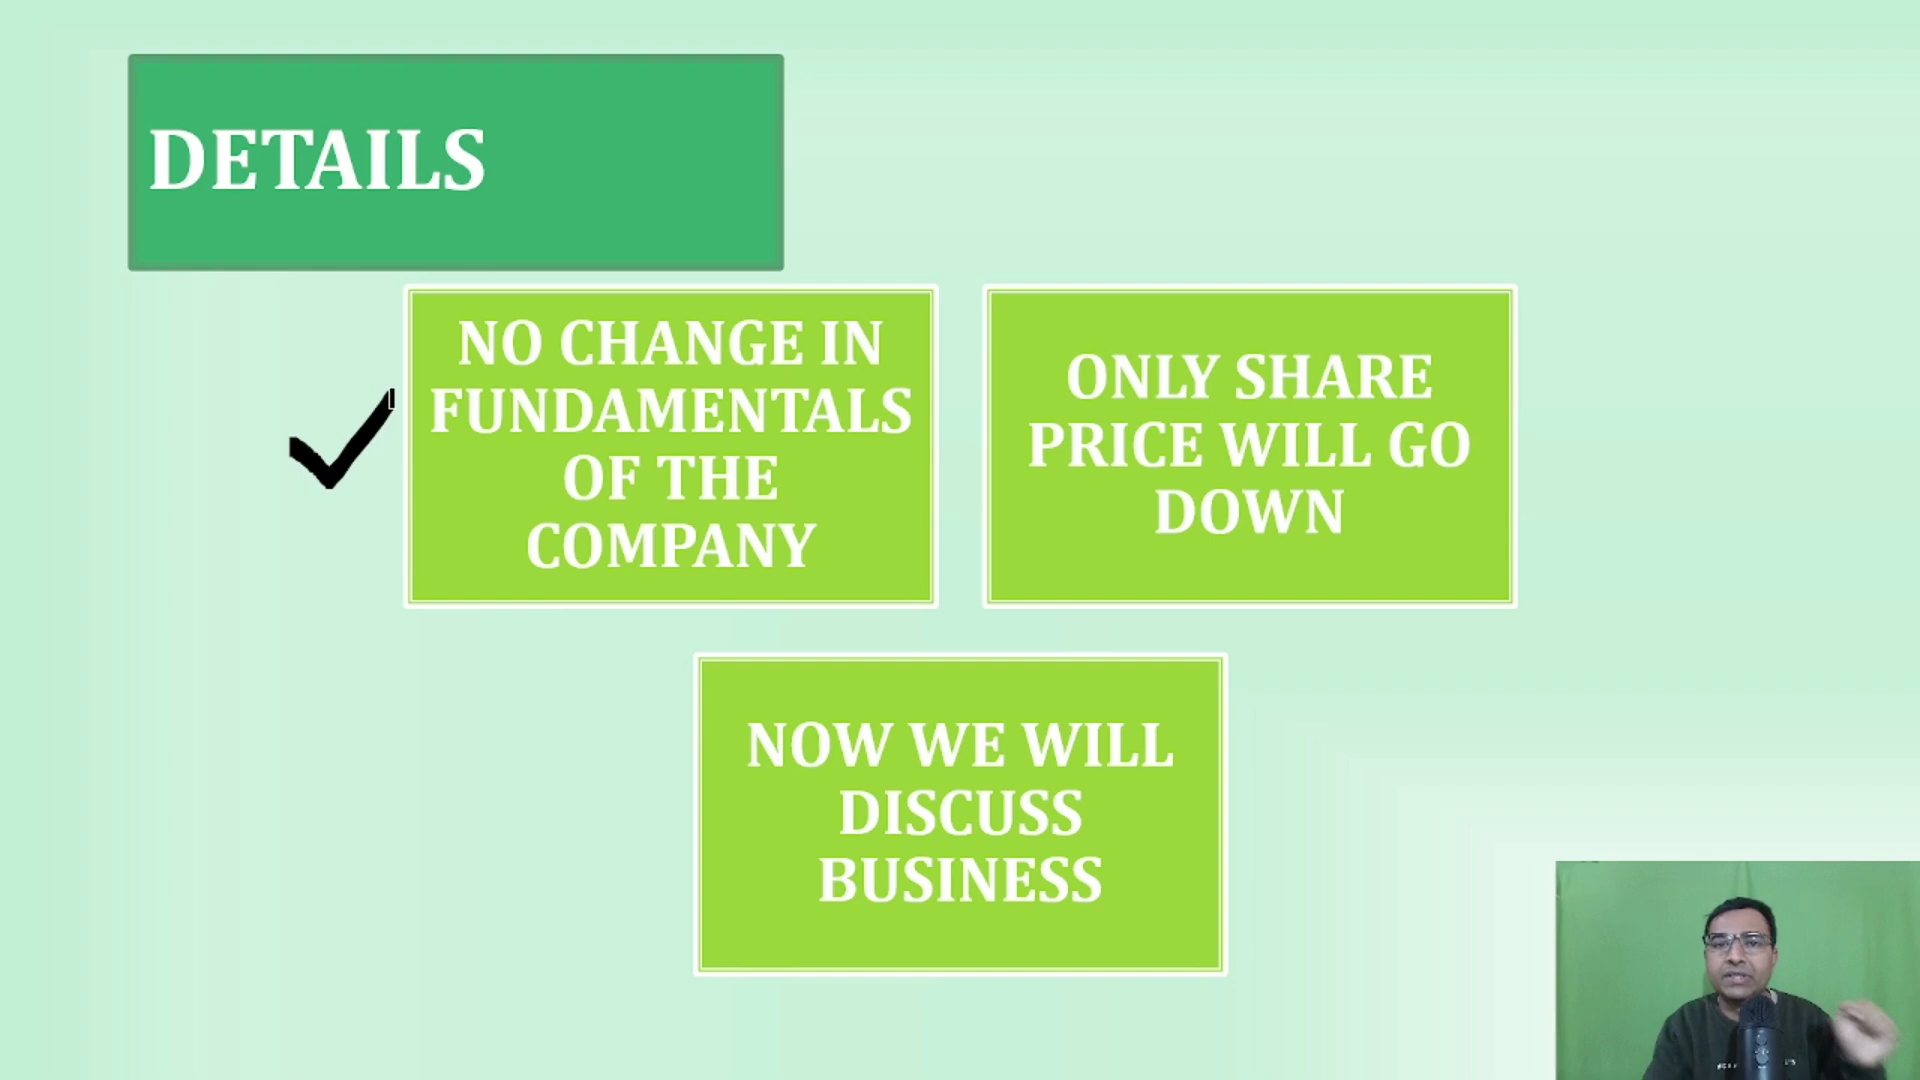 DETAILS
NO CHANGE IN
FUNDAMENTALS
OF THE
COMPANY
ONLY SHARE
PRICE WILL GO
DOWN
NOW WE WILL
DISCUSS
BUSINESS